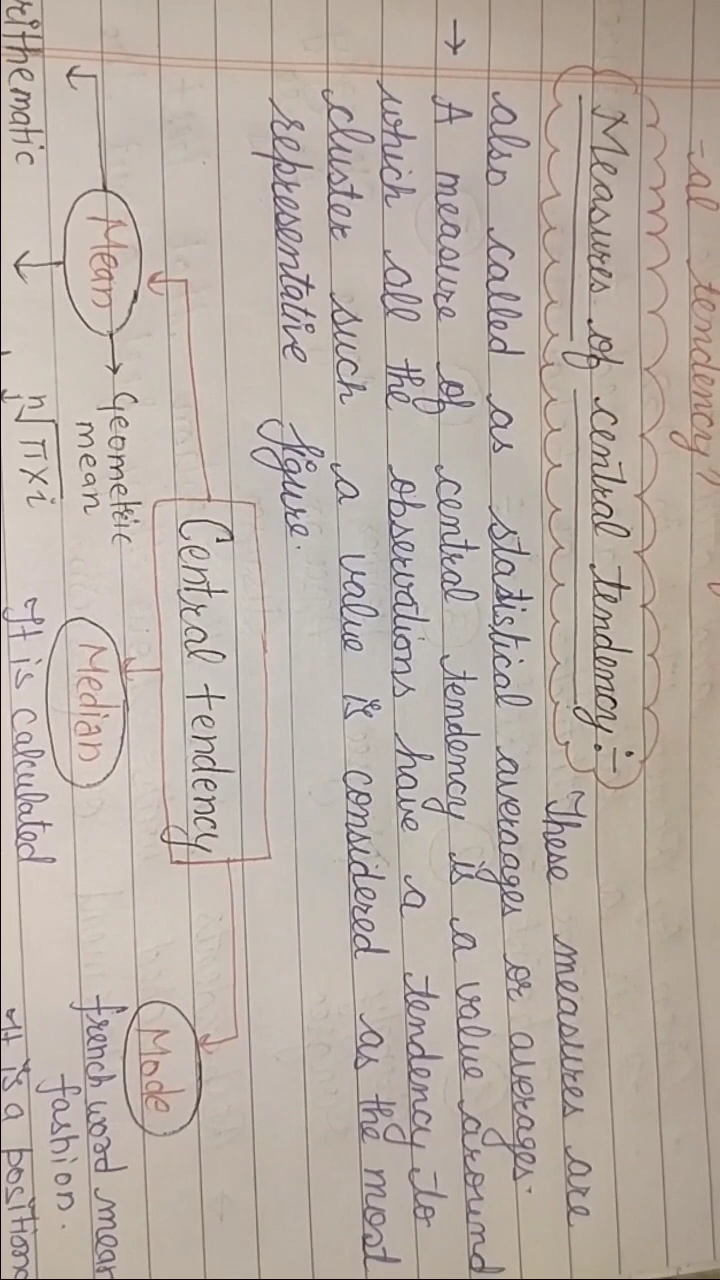 -al tendency"
Measures of central tendency:- These measures are
also called as statistical averages or averages.
→ A measure of central tendency is a value around
which all the observations have a tendency to
cluster such a value is considered as the most
representative figure.
Central tendency
Mean → Geometric mean
Median
Mode
french word mean
fashion.
rithematic
n√πxi
It is calculated
It is a position